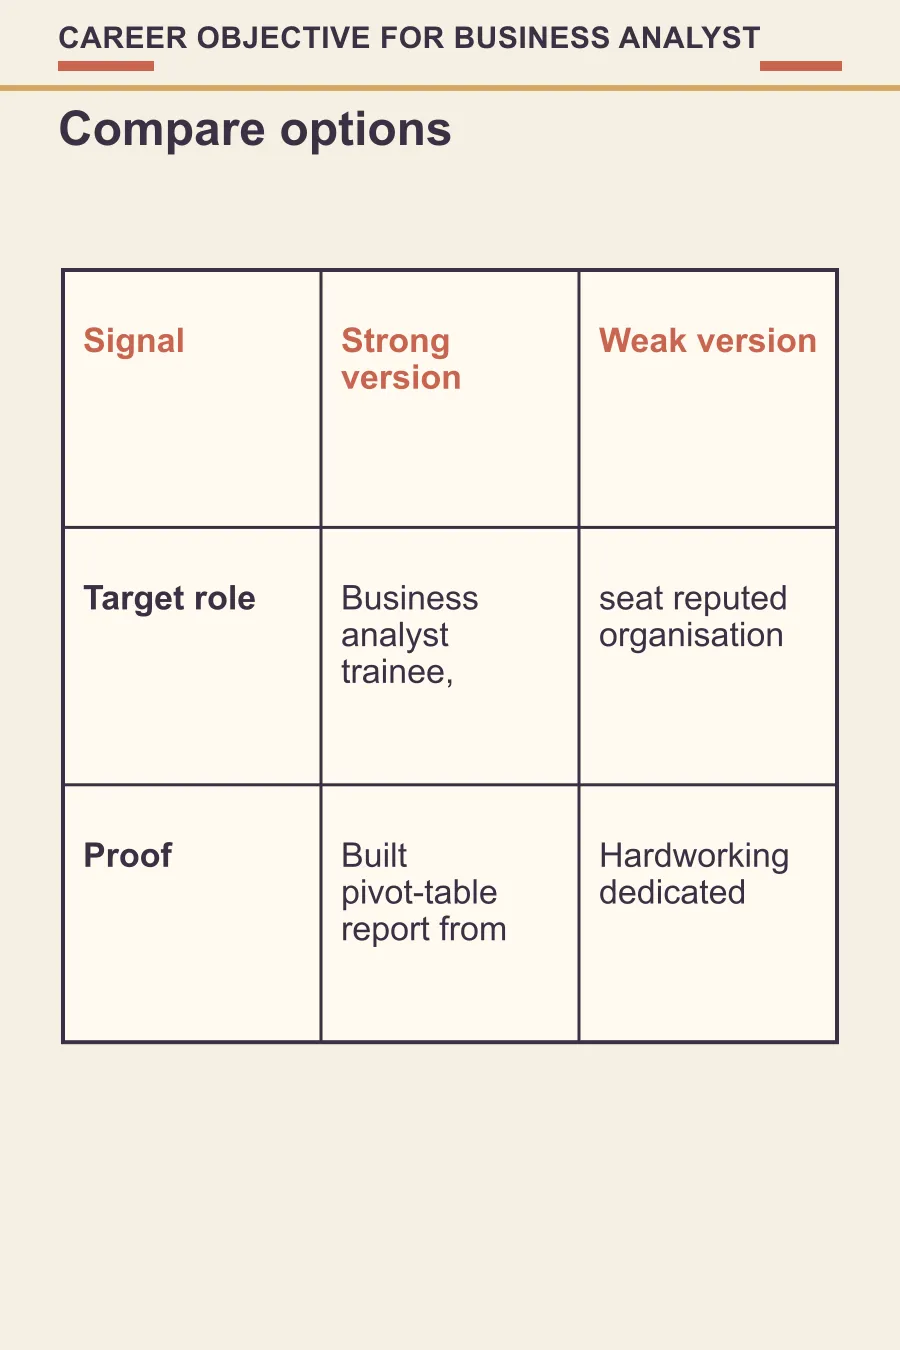 CAREER OBJECTIVE FOR BUSINESS ANALYST
Compare options
Signal
Strong
version
Weak version
Target role
Business
analyst
trainee,
seat reputed
organisation
Proof
Built
pivot-table
report from
Hardworking
dedicated